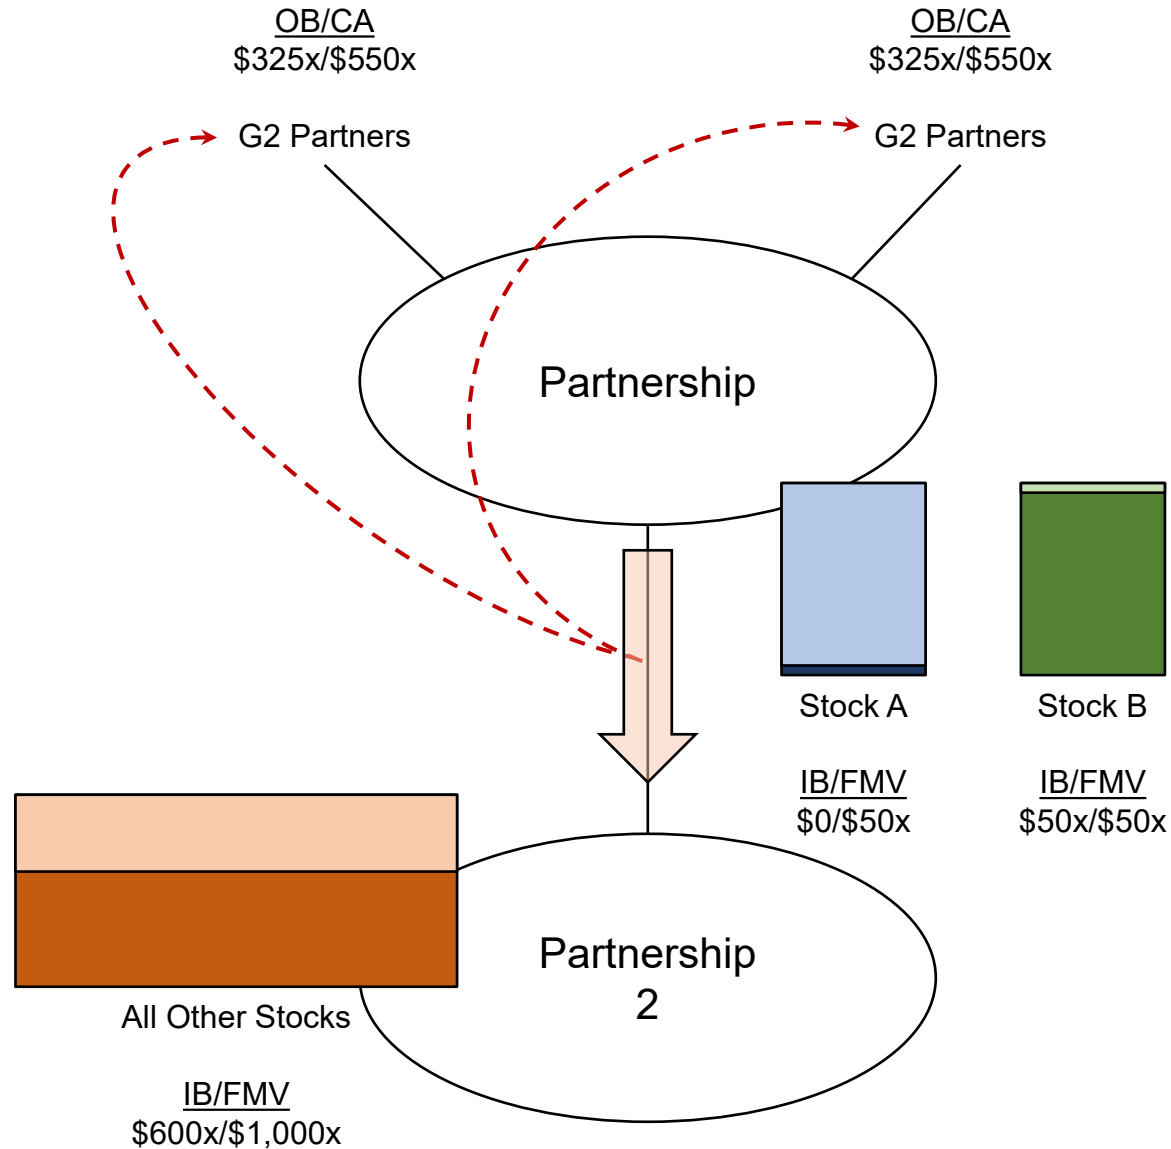 OB/CA
$325x/$550x
OB/CA
$325x/$550x
G2 Partners
G2 Partners
Partnership
Stock A
Stock B
IB/FMV
$0/$50x
IB/FMV
$50x/$50x
Partnership
2
All Other Stocks
IB/FMV
$600x/$1,000x